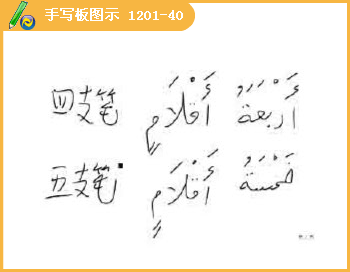 手写板图示 1201-40
四支笔 أَرْبَعَةُ أَقْلَامٍ
五支笔 خَمْسَةُ أَقْلَامٍ